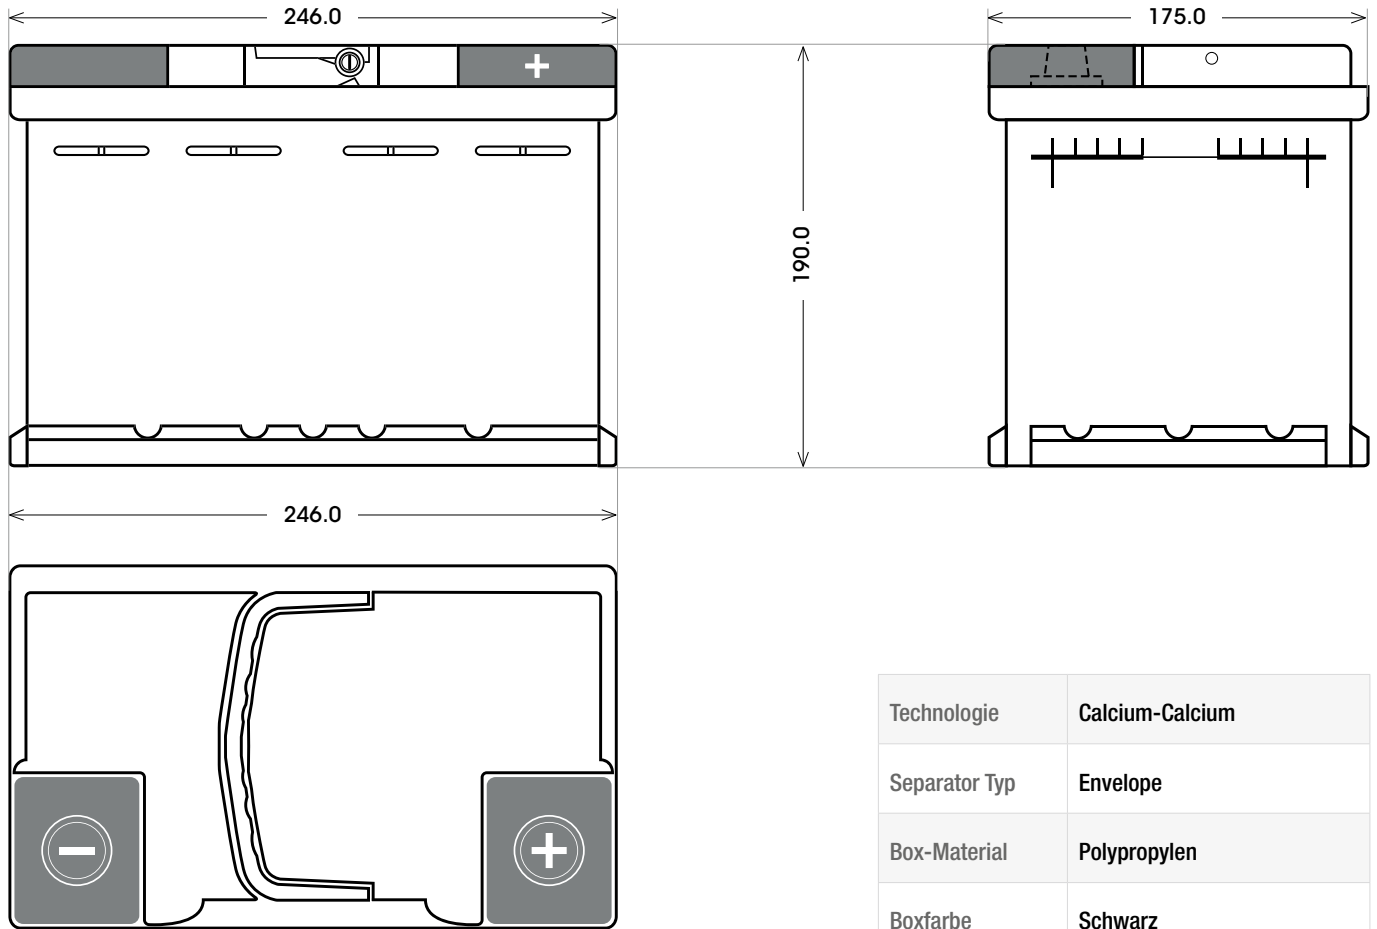 246.0
175.0
+
190.0
246.0
Technologie Calcium-Calcium
Separator Typ Envelope
Box-Material Polypropylen
Boxfarbe Schwarz
− +